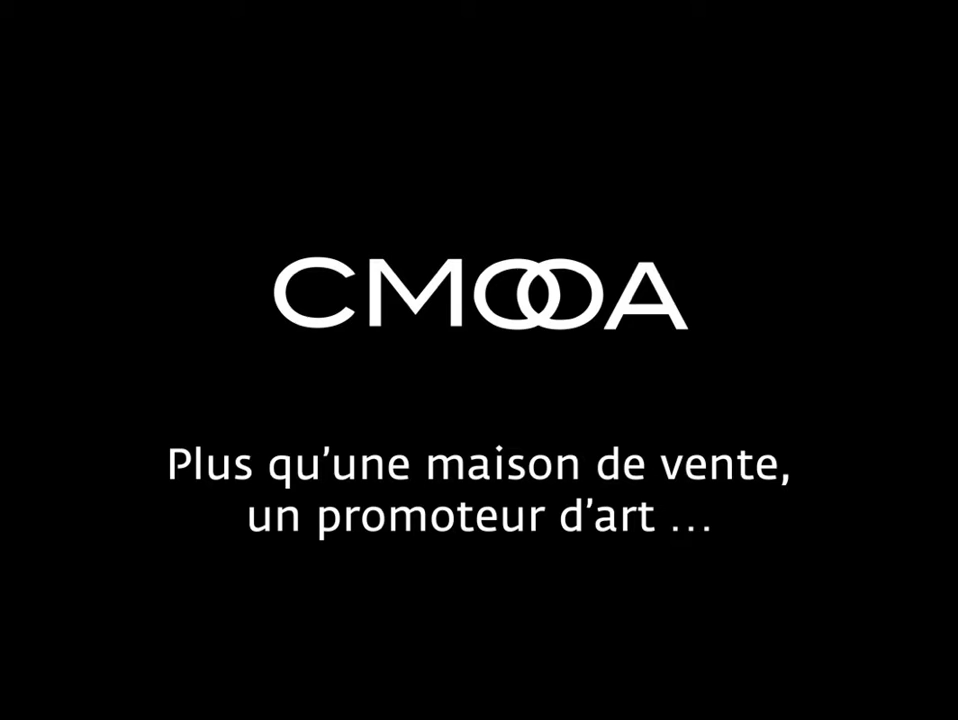 CMOOA
Plus qu’une maison de vente,
un promoteur d’art ...